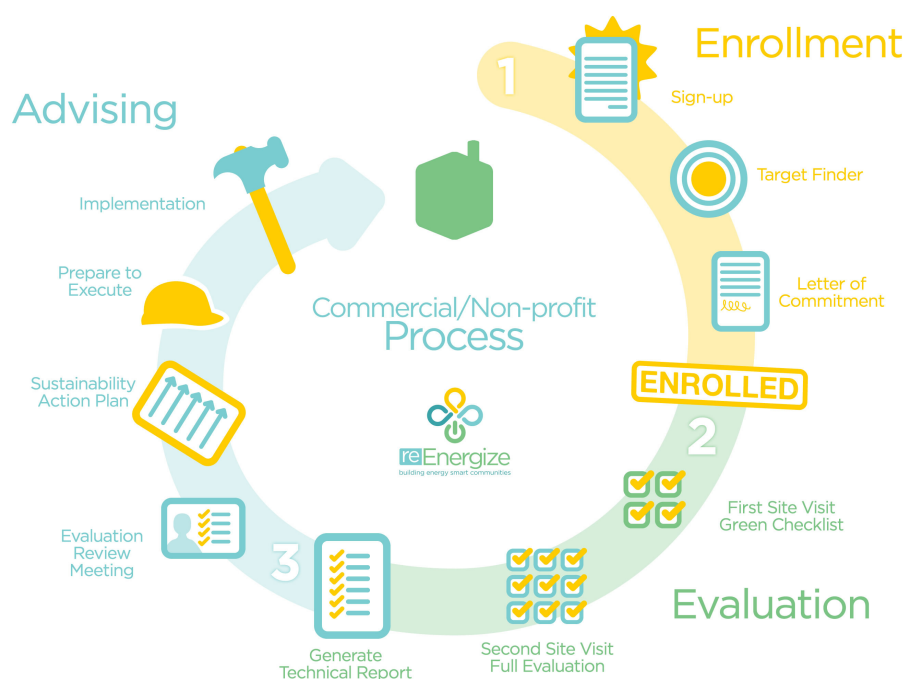 1
Enrollment
Sign-up
Target Finder
Letter of
Commitment
ENROLLED
2
First Site Visit
Green Checklist
Evaluation
Second Site Visit
Full Evaluation
Generate
Technical Report
3
Evaluation
Review
Meeting
Sustainability
Action Plan
Prepare to
Execute
Implementation
Advising
Commercial/Non-profit
Process
reEnergize
building energy smart communities